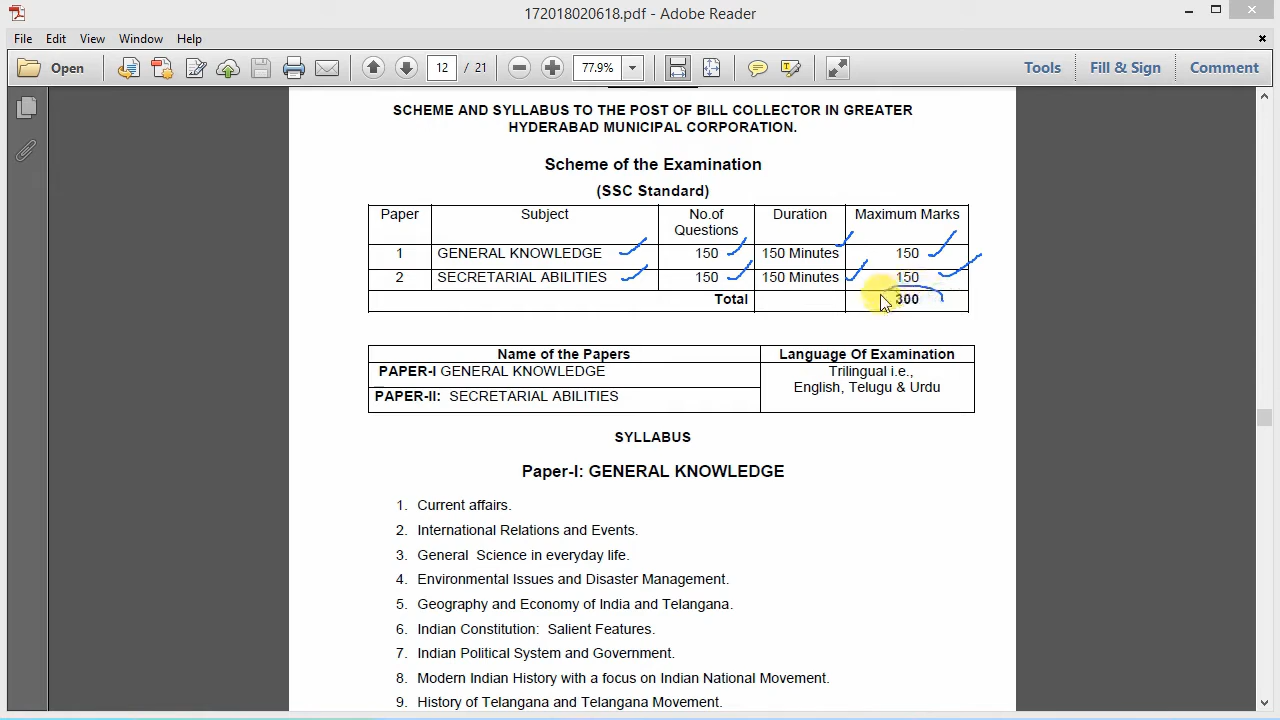 172018020618.pdf - Adobe Reader
File Edit View Window Help
Open 12 / 21 77.9% Tools Fill & Sign Comment
SCHEME AND SYLLABUS TO THE POST OF BILL COLLECTOR IN GREATER
HYDERABAD MUNICIPAL CORPORATION.
Scheme of the Examination
(SSC Standard)
Paper Subject No.of Questions Duration Maximum Marks
1 GENERAL KNOWLEDGE 150 150 Minutes 150
2 SECRETARIAL ABILITIES 150 150 Minutes 150
Total 300
Name of the Papers Language Of Examination
PAPER-I GENERAL KNOWLEDGE Trilingual i.e.,
English, Telugu & Urdu
PAPER-II: SECRETARIAL ABILITIES
SYLLABUS
Paper-I: GENERAL KNOWLEDGE
1. Current affairs.
2. International Relations and Events.
3. General Science in everyday life.
4. Environmental Issues and Disaster Management.
5. Geography and Economy of India and Telangana.
6. Indian Constitution: Salient Features.
7. Indian Political System and Government.
8. Modern Indian History with a focus on Indian National Movement.
9. History of Telangana and Telangana Movement.